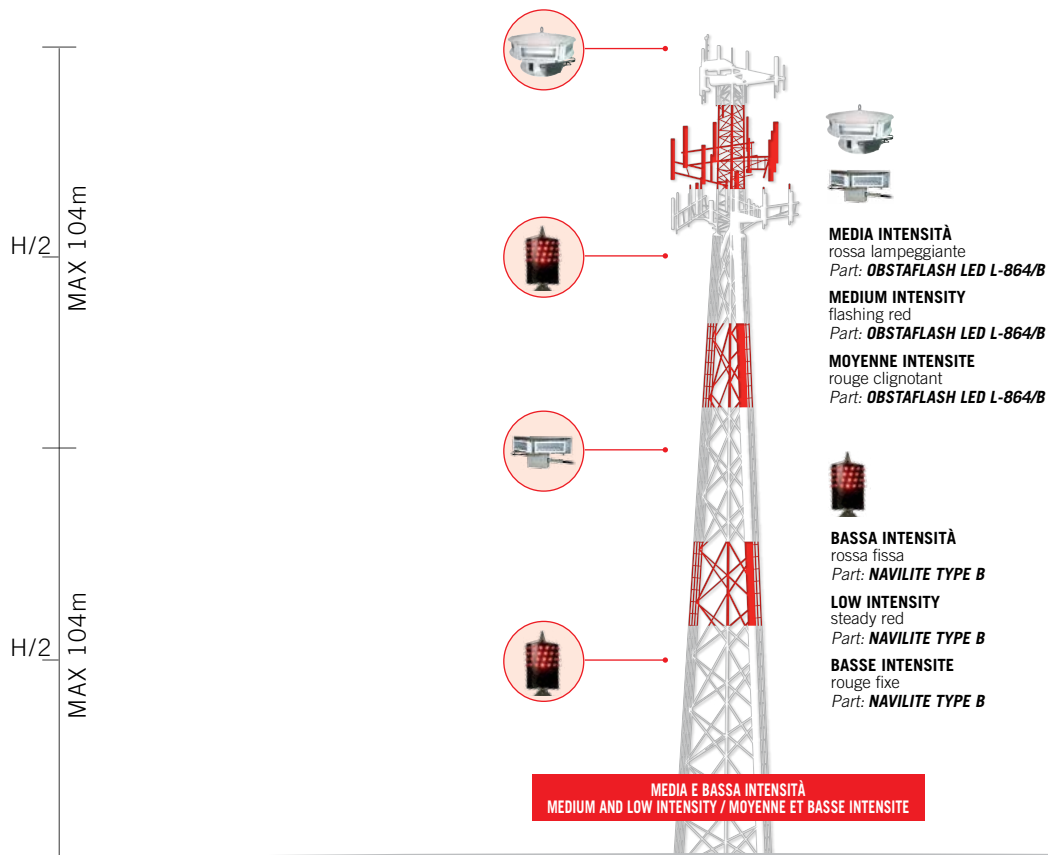 MAX 104m
H/2
MAX 104m
H/2
MEDIA INTENSITÀ
rossa lampeggiante
Part: OBSTAFLASH LED L-864/B
MEDIUM INTENSITY
flashing red
Part: OBSTAFLASH LED L-864/B
MOYENNE INTENSITE
rouge clignotant
Part: OBSTAFLASH LED L-864/B
BASSA INTENSITÀ
rossa fissa
Part: NAVILITE TYPE B
LOW INTENSITY
steady red
Part: NAVILITE TYPE B
BASSE INTENSITE
rouge fixe
Part: NAVILITE TYPE B
MEDIA E BASSA INTENSITÀ
MEDIUM AND LOW INTENSITY / MOYENNE ET BASSE INTENSITE